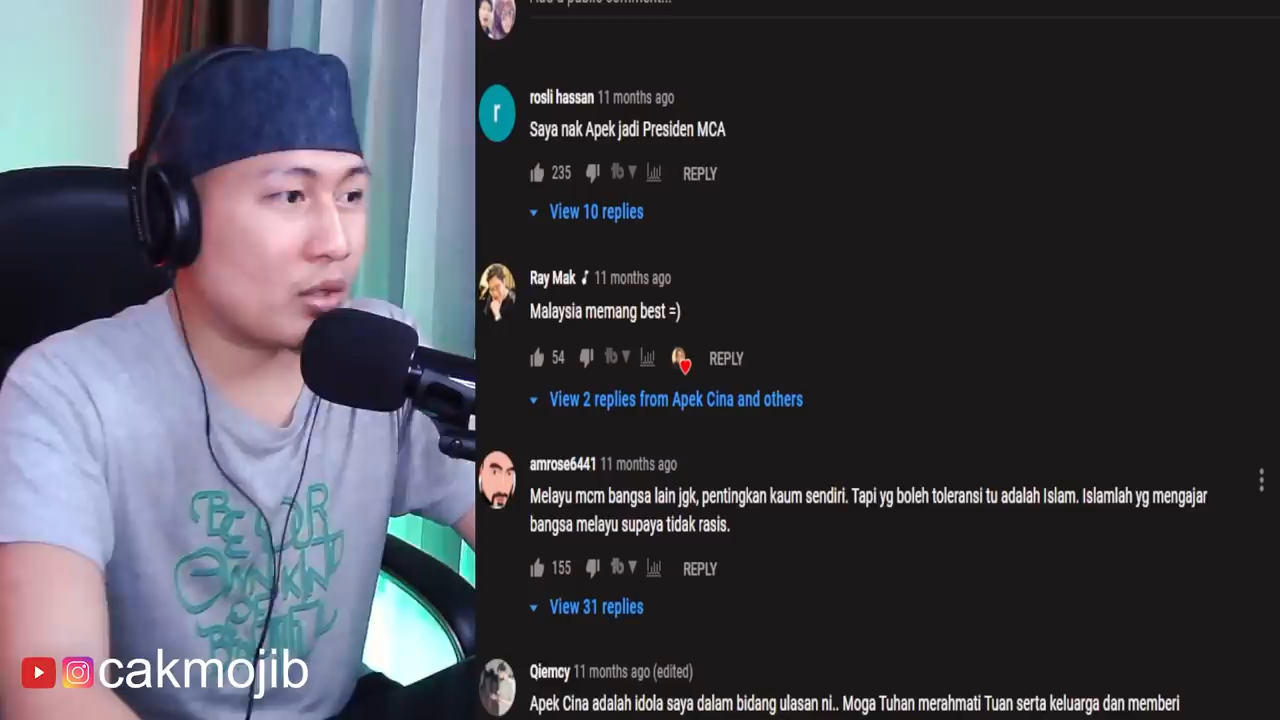 rosli hassan 11 months ago
r
Saya nak Apek jadi Presiden MCA
235 REPLY
View 10 replies
Ray Mak 11 months ago
Malaysia memang best =)
54 REPLY
View 2 replies from Apek Cina and others
amrose6441 11 months ago
Melayu mcm bangsa lain jgk, pentingkan kaum sendiri. Tapi yg boleh toleransi tu adalah Islam. Islamlah yg mengajar
bangsa melayu supaya tidak rasis.
155 REPLY
View 31 replies
Qiemcy 11 months ago (edited)
Apek Cina adalah idola saya dalam bidang ulasan ni.. Moga Tuhan merahmati Tuan serta keluarga dan memberi
BE
OWN KIND
OF
cakmojib